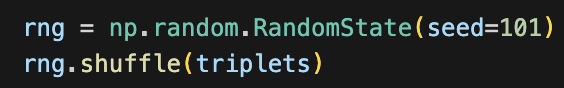 rng = np.random.RandomState(seed=101)
rng.shuffle(triplets)